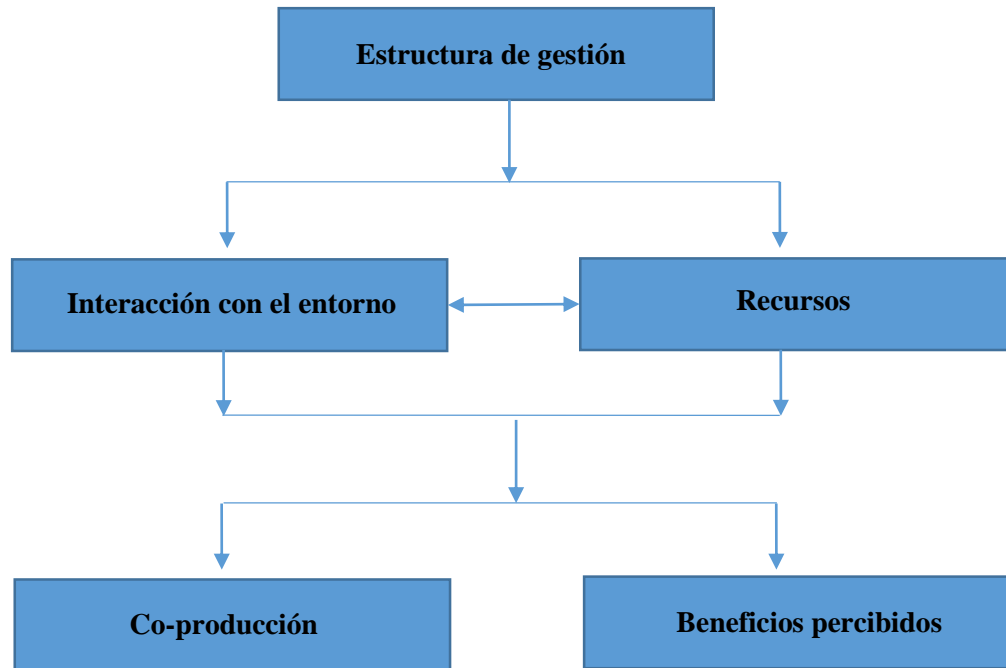 Estructura de gestión
Interacción con el entorno
Recursos
Co-producción
Beneficios percibidos